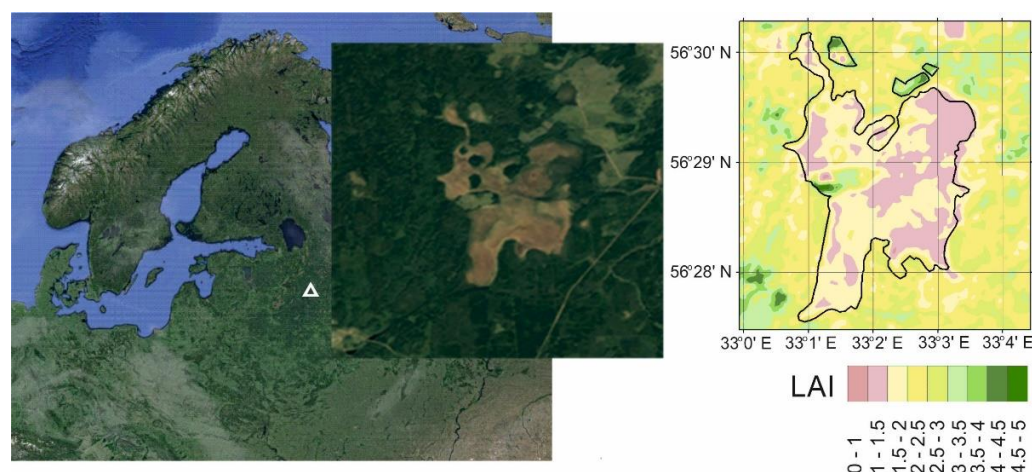 56°30' N
56°29' N
56°28' N
33°0' E 33°1' E 33°2' E 33°3' E 33°4' E
LAI
0 - 1
1 - 1.5
1.5 - 2
2 - 2.5
2.5 - 3
3 - 3.5
3.5 - 4
4 - 4.5
4.5 - 5